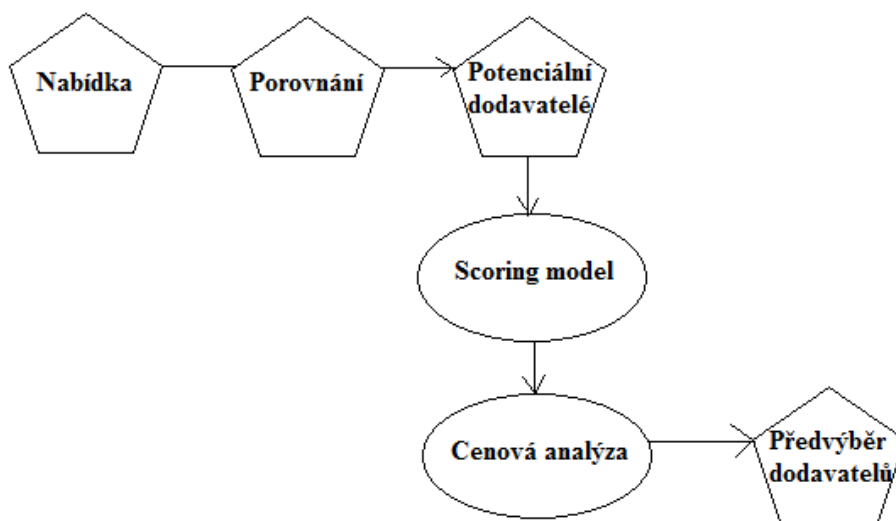 Nabídka
Porovnání
Potenciální
dodavatelé
Scoring model
Cenová analýza
Předvýběr
dodavatelů